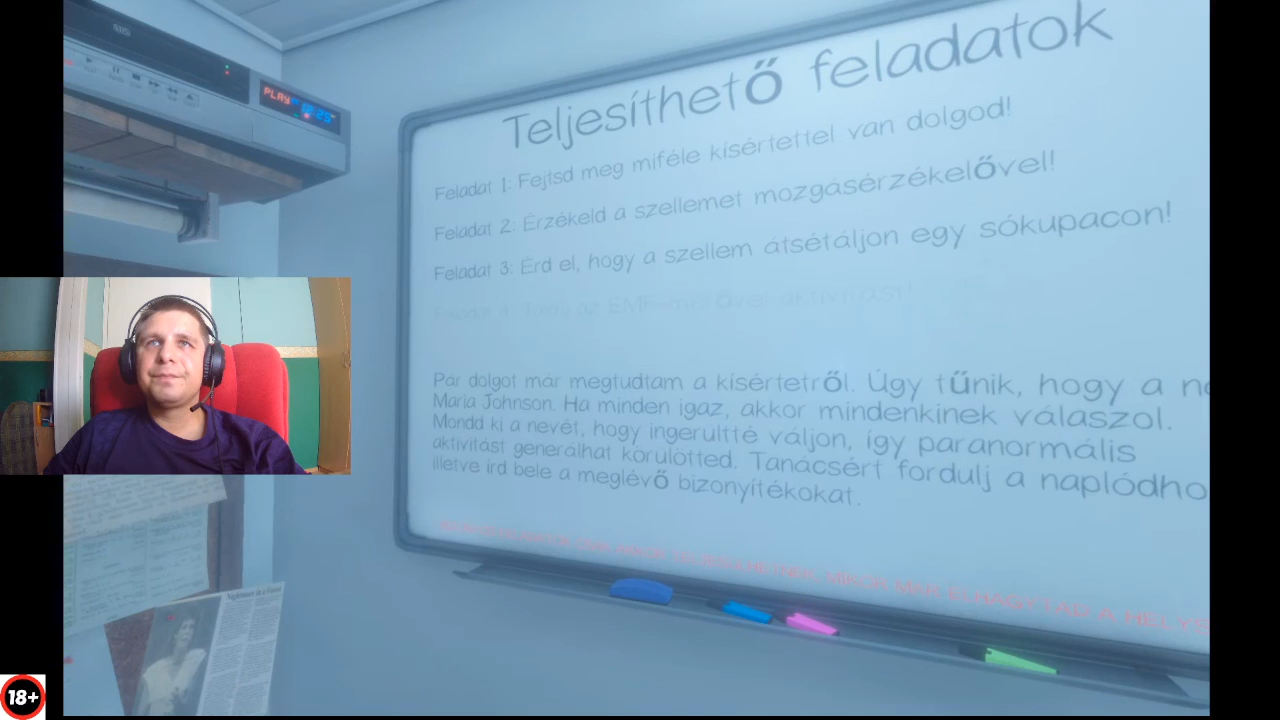 PLAY
Teljesíthető feladatok
Feladat 1: Fejtsd meg miféle kísértettel van dolgod!
Feladat 2: Érzékeld a szellemet mozgásérzékelővel!
Feladat 3: Érd el, hogy a szellem átsétáljon egy sókupacon!
Pár dolgot már megtudtam a kísértetről. Úgy tűnik, hogy a
Maria Johnson. Ha minden igaz, akkor mindenkinek válaszol.
Mondd ki a nevét, hogy ingerültté váljon, így paranormális
aktivitást generálhat körülötted. Tanácsért fordulj a naplódho
illetve írd bele a meglévő bizonyítékokat.
18+